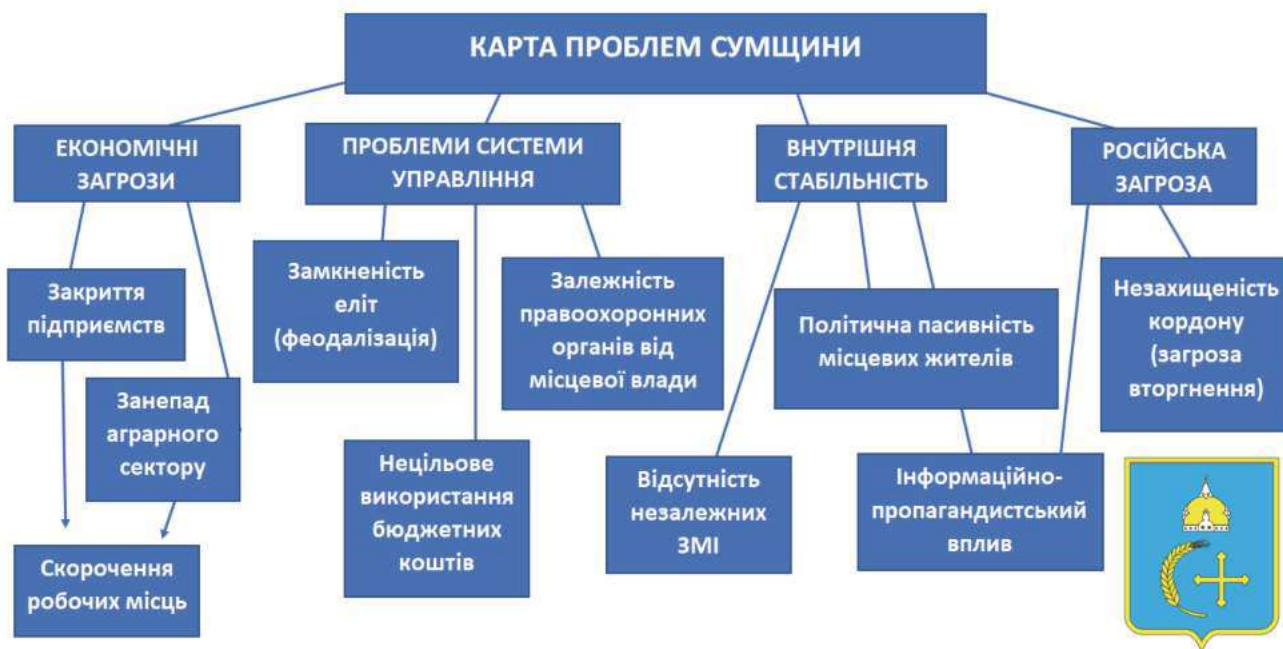 КАРТА ПРОБЛЕМ СУМЩИНИ
ЕКОНОМІЧНІ
ЗАГРОЗИ
ПРОБЛЕМИ СИСТЕМИ
УПРАВЛІННЯ
ВНУТРІШНЯ
СТАБІЛЬНІСТЬ
РОСІЙСЬКА
ЗАГРОЗА
Закриття
підприємств
Замкненість
еліт
(феодалізація)
Залежність
правоохоронних
органів від
місцевої влади
Політична пасивність
місцевих жителів
Незахищеність
кордону
(загроза
вторгнення)
Занепад
аграрного
сектору
Нецільове
використання
бюджетних
коштів
Відсутність
незалежних
ЗМІ
Інформаційно-
пропагандистський
вплив
Скорочення
робочих місць